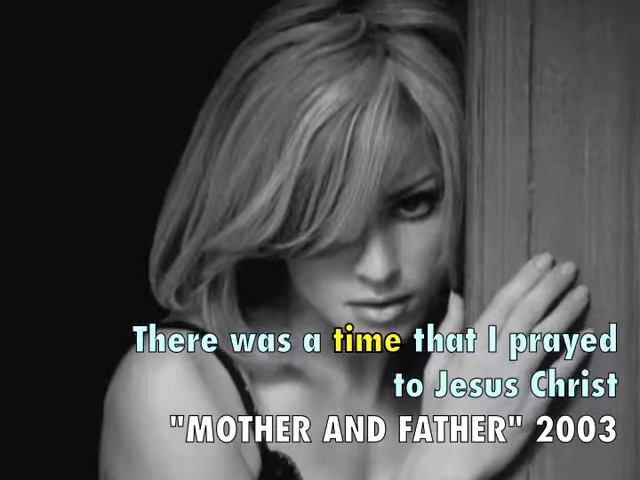 There was a time that I prayed
to Jesus Christ
"MOTHER AND FATHER" 2003